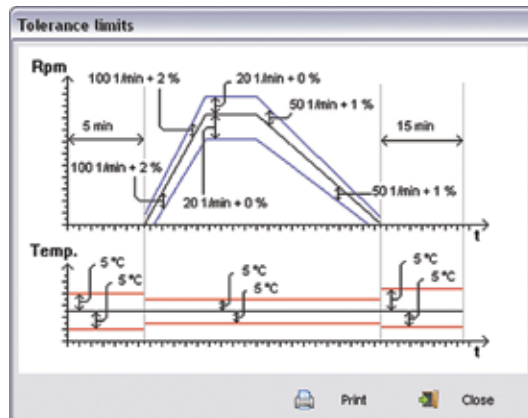 Tolerance limits
Rpm
100 1/min + 2 %
20 1/min + 0 %
5 min
50 1/min + 1 %
15 min
100 1/min + 2 %
50 1/min + 1 %
20 1/min + 0 %
t
Temp.
5 °C
5 °C
5 °C
5 °C
5 °C
5 °C
t
Print
Close